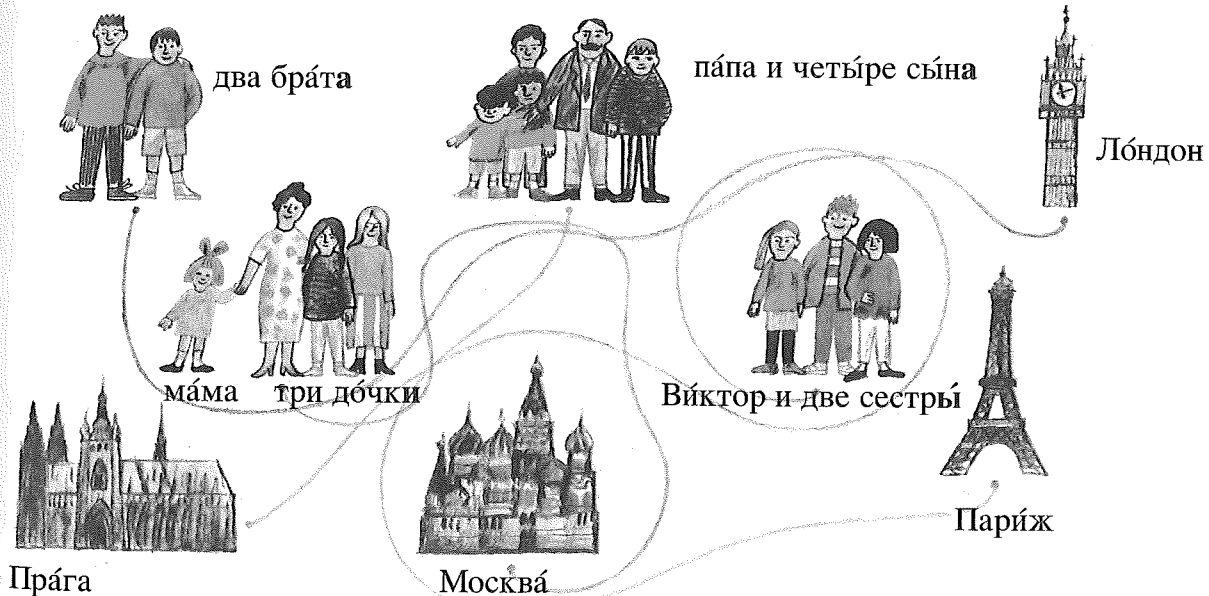 два бра́та
па́па и четы́ре сы́на
Ло́ндон
ма́ма три до́чки
Ви́ктор и две сестры́
Пари́ж
Пра́га
Москва́